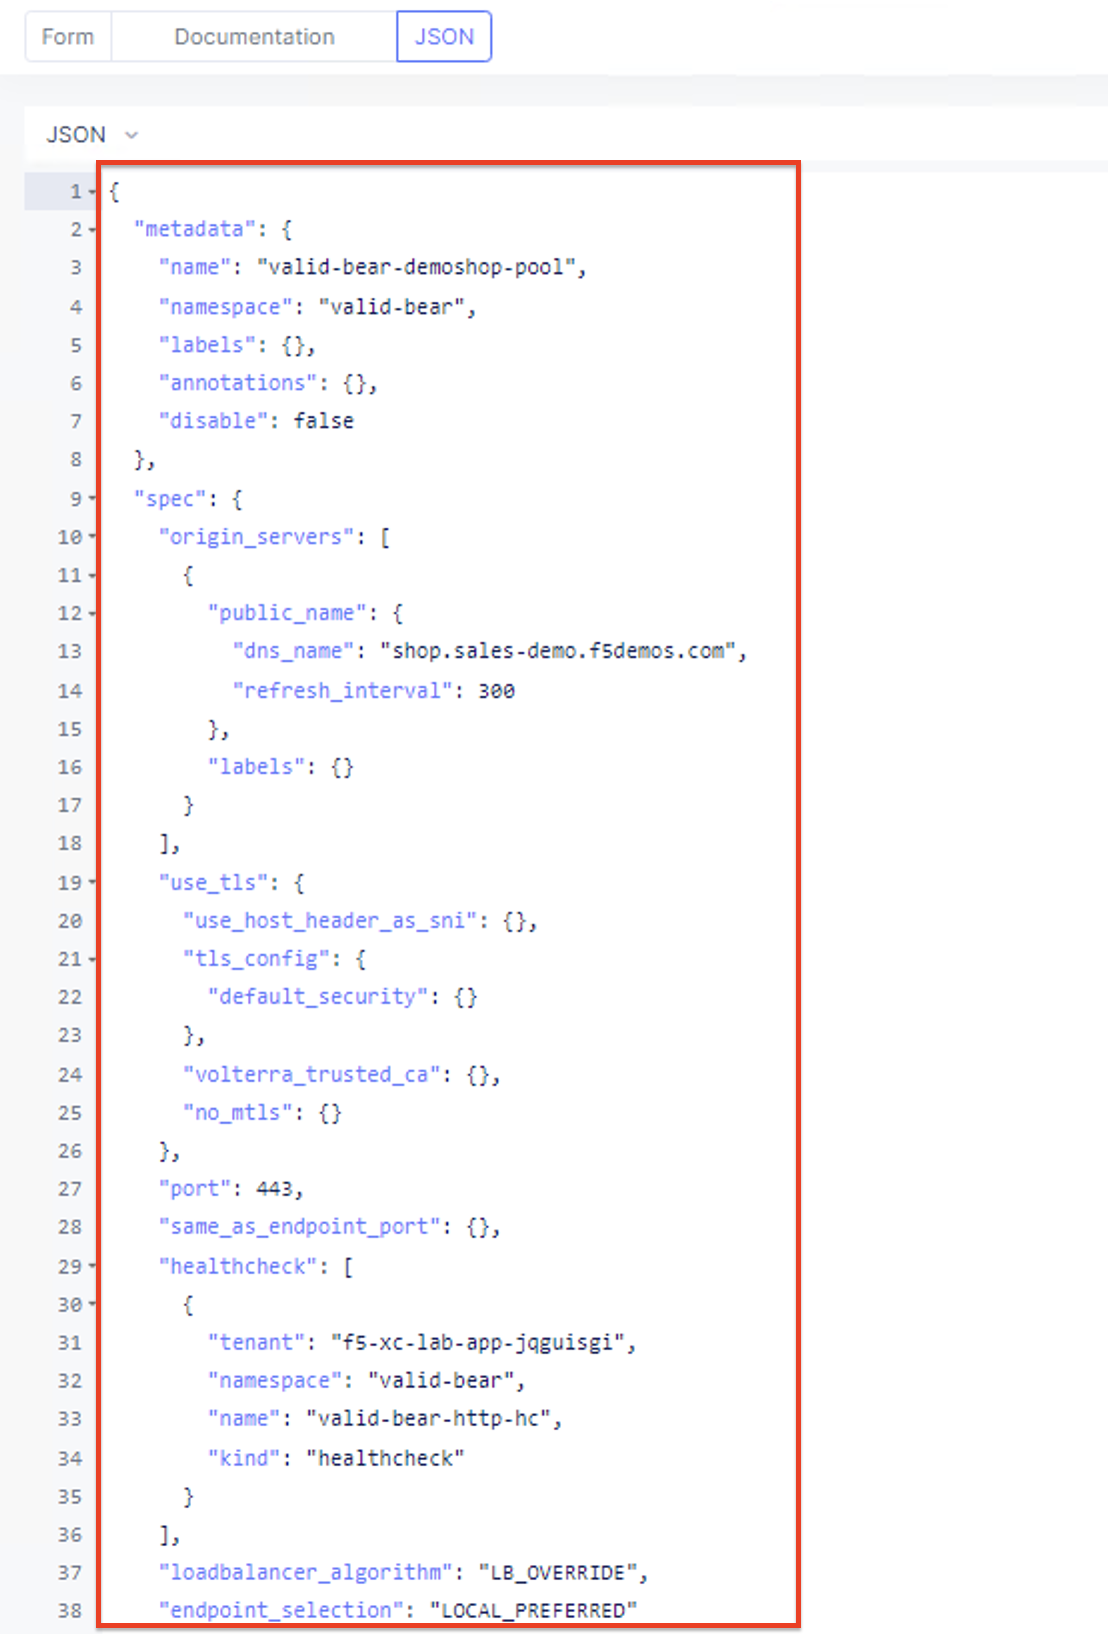 Form Documentation JSON
JSON
1 {
2 "metadata": {
3 "name": "valid-bear-demoshop-pool",
4 "namespace": "valid-bear",
5 "labels": {},
6 "annotations": {},
7 "disable": false
8 },
9 "spec": {
10 "origin_servers": [
11 {
12 "public_name": {
13 "dns_name": "shop.sales-demo.f5demos.com",
14 "refresh_interval": 300
15 },
16 "labels": {}
17 }
18 ],
19 "use_tls": {
20 "use_host_header_as_sni": {},
21 "tls_config": {
22 "default_security": {}
23 },
24 "volterra_trusted_ca": {},
25 "no_mtls": {}
26 },
27 "port": 443,
28 "same_as_endpoint_port": {},
29 "healthcheck": [
30 {
31 "tenant": "f5-xc-lab-app-jqguisgi",
32 "namespace": "valid-bear",
33 "name": "valid-bear-http-hc",
34 "kind": "healthcheck"
35 }
36 ],
37 "loadbalancer_algorithm": "LB_OVERRIDE",
38 "endpoint_selection": "LOCAL_PREFERRED"